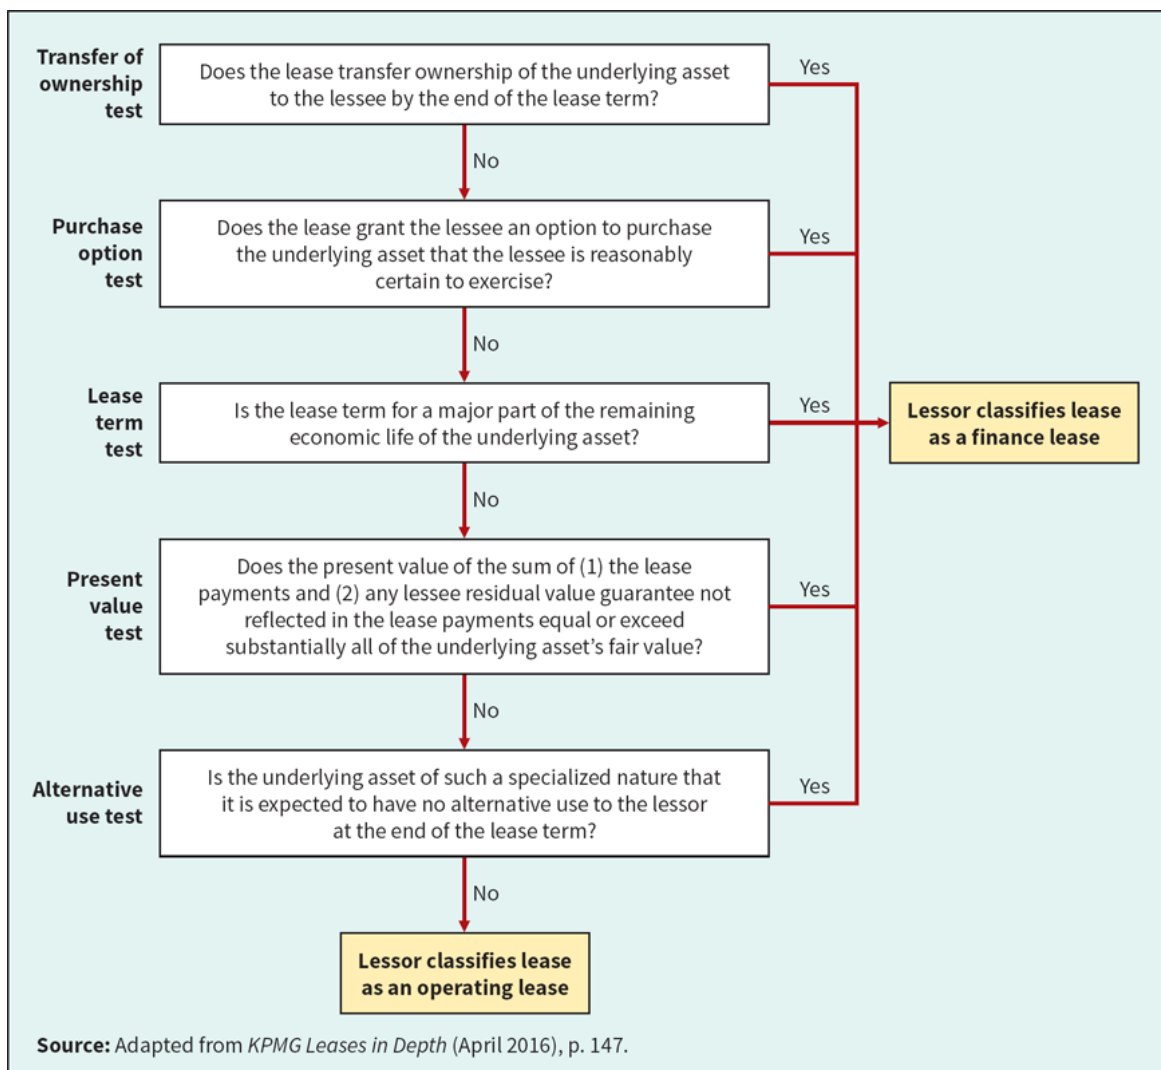 Transfer of
ownership
test
Does the lease transfer ownership of the underlying asset
to the lessee by the end of the lease term?
Yes
No
Purchase
option
test
Does the lease grant the lessee an option to purchase
the underlying asset that the lessee is reasonably
certain to exercise?
Yes
No
Lease
term
test
Is the lease term for a major part of the remaining
economic life of the underlying asset?
Yes
Lessor classifies lease
as a finance lease
No
Present
value
test
Does the present value of the sum of (1) the lease
payments and (2) any lessee residual value guarantee not
reflected in the lease payments equal or exceed
substantially all of the underlying asset’s fair value?
Yes
No
Alternative
use test
Is the underlying asset of such a specialized nature that
it is expected to have no alternative use to the lessor
at the end of the lease term?
Yes
No
Lessor classifies lease
as an operating lease
Source: Adapted from KPMG Leases in Depth (April 2016), p. 147.